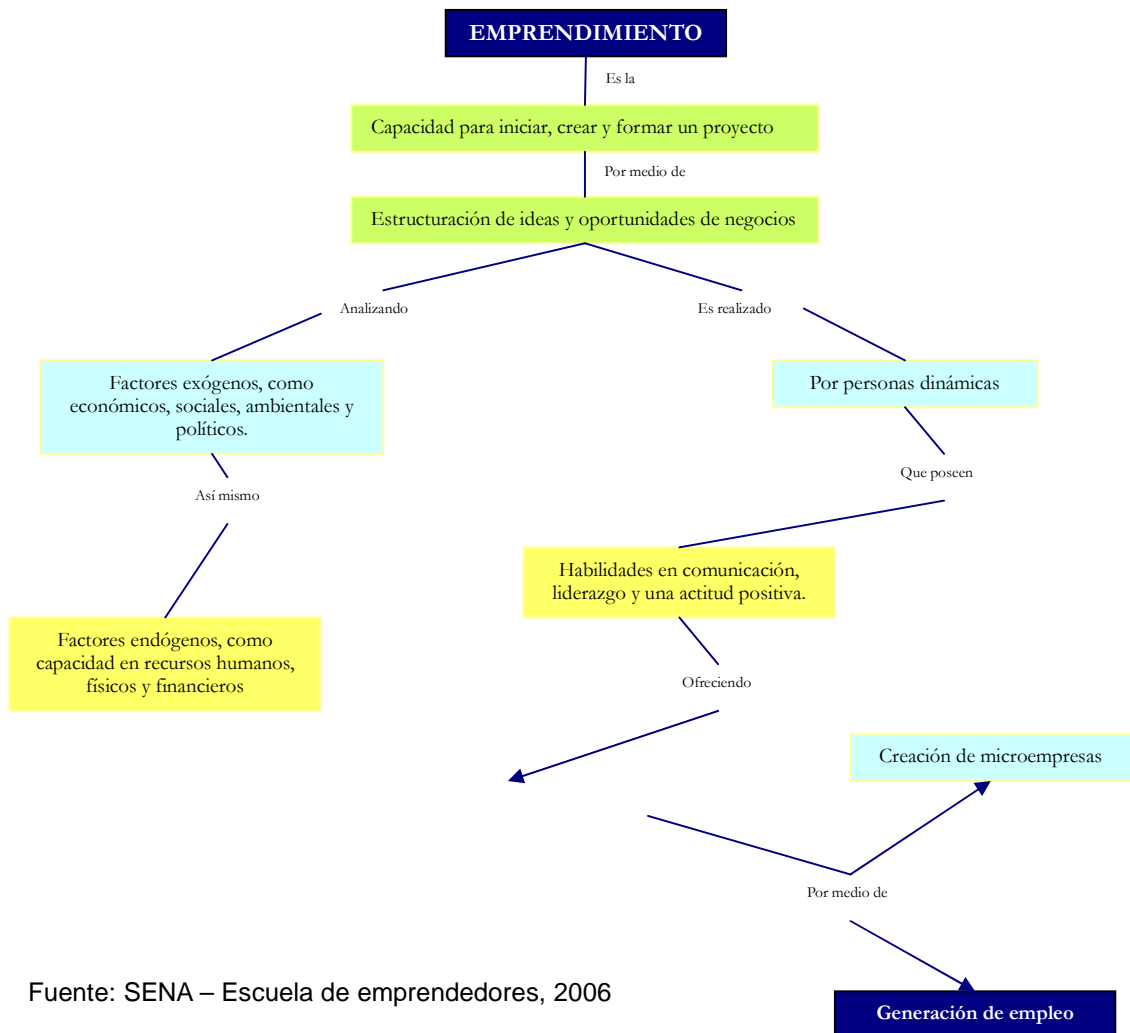 EMPRENDIMIENTO
Es la
Capacidad para iniciar, crear y formar un proyecto
Por medio de
Estructuración de ideas y oportunidades de negocios
Analizando
Es realizado
Factores exógenos, como
económicos, sociales, ambientales y
políticos.
Por personas dinámicas
Así mismo
Que poseen
Habilidades en comunicación,
liderazgo y una actitud positiva.
Factores endógenos, como
capacidad en recursos humanos,
físicos y financieros
Ofreciendo
Creación de microempresas
Por medio de
Fuente: SENA – Escuela de emprendedores, 2006
Generación de empleo